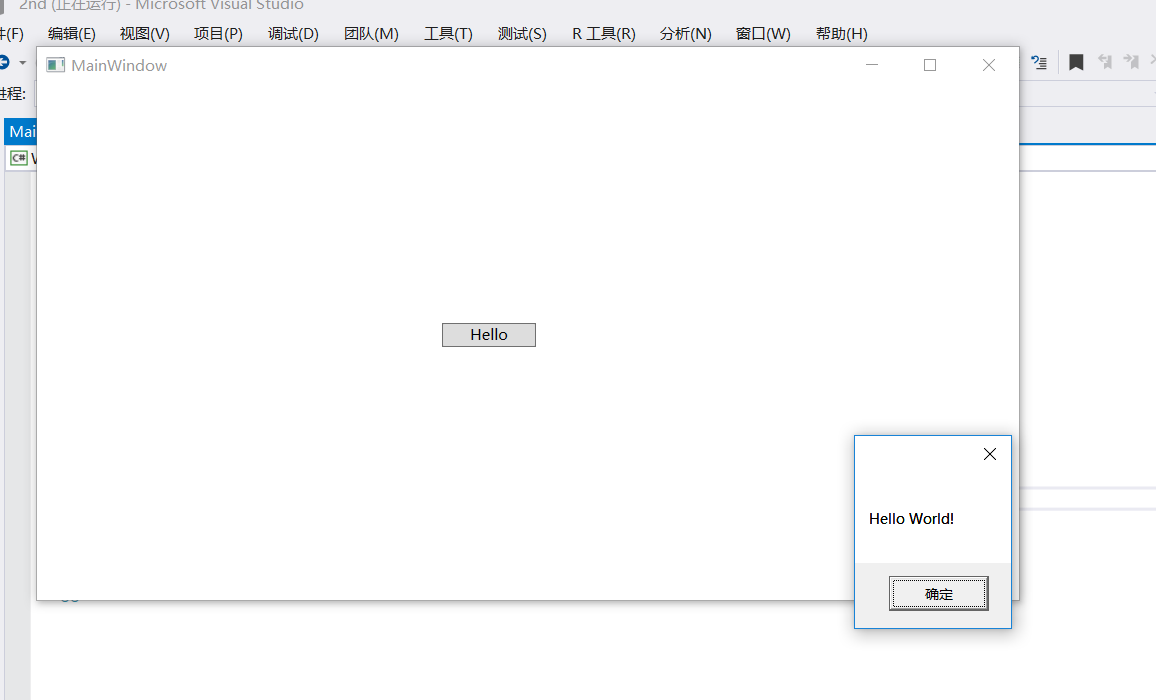 2nd (正在运行) - Microsoft Visual Studio
(F) 编辑(E) 视图(V) 项目(P) 调试(D) 团队(M) 工具(T) 测试(S) R 工具(R) 分析(N) 窗口(W) 帮助(H)
MainWindow
进程:
Mai
C#
Hello
Hello World!
确定